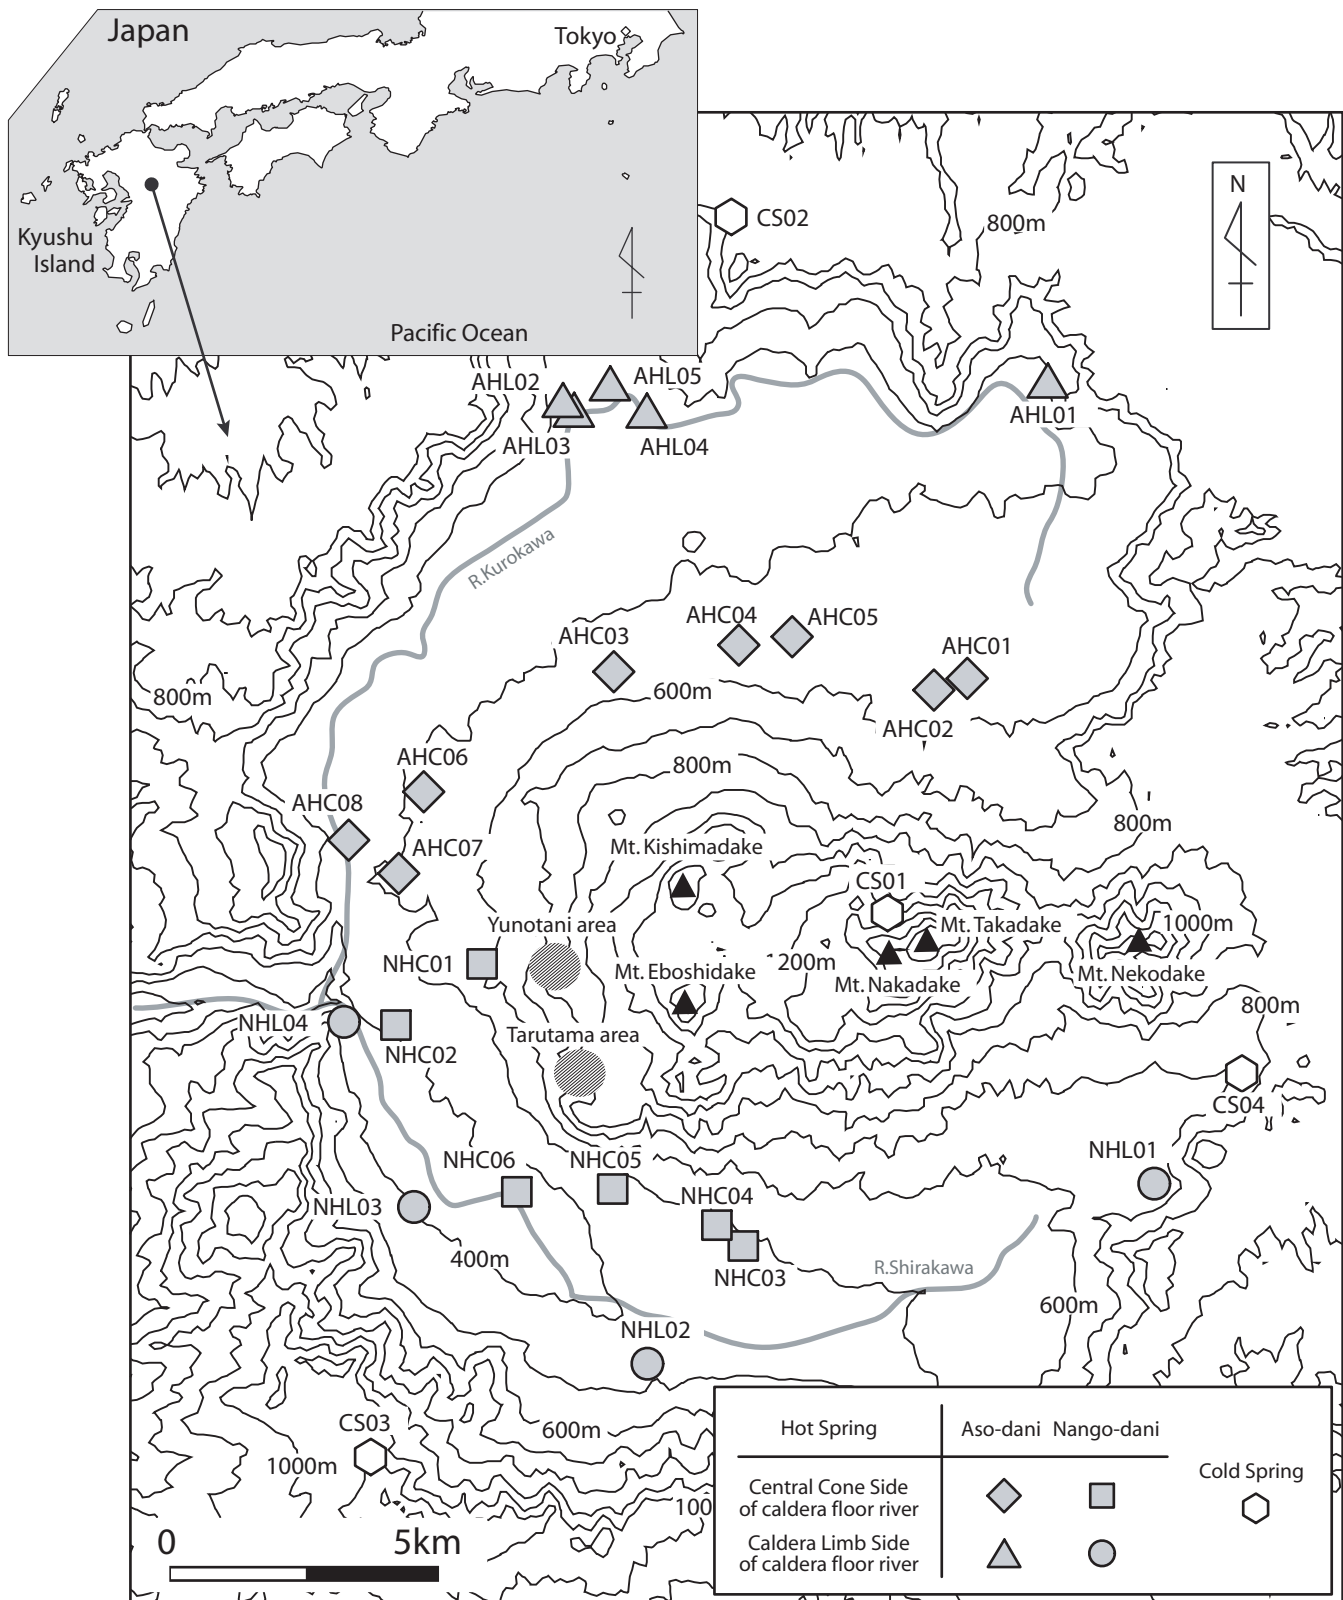 Japan
Tokyo
Kyushu
Island
Pacific Ocean
N
CS02
800m
AHL02
AHL05
AHL01
AHL03
AHL04
R.Kurokawa
AHC04
AHC05
AHC03
AHC01
800m
600m
AHC02
AHC06
800m
AHC08
800m
AHC07
Mt. Kishimadake
CS01
Yunotani area
Mt. Takadake
1000m
NHC01
Mt. Eboshidake
1200m
Mt. Nakadake
Mt. Nekodake
800m
NHL04
Tarutama area
NHC02
CS04
NHC06
NHC05
NHL01
NHL03
NHC04
400m
NHC03
R.Shirakawa
600m
NHL02
CS03
600m
1000m
100
0
5km
Hot Spring
Aso-dani
Nango-dani
Cold Spring
Central Cone Side
of caldera floor river
Caldera Limb Side
of caldera floor river